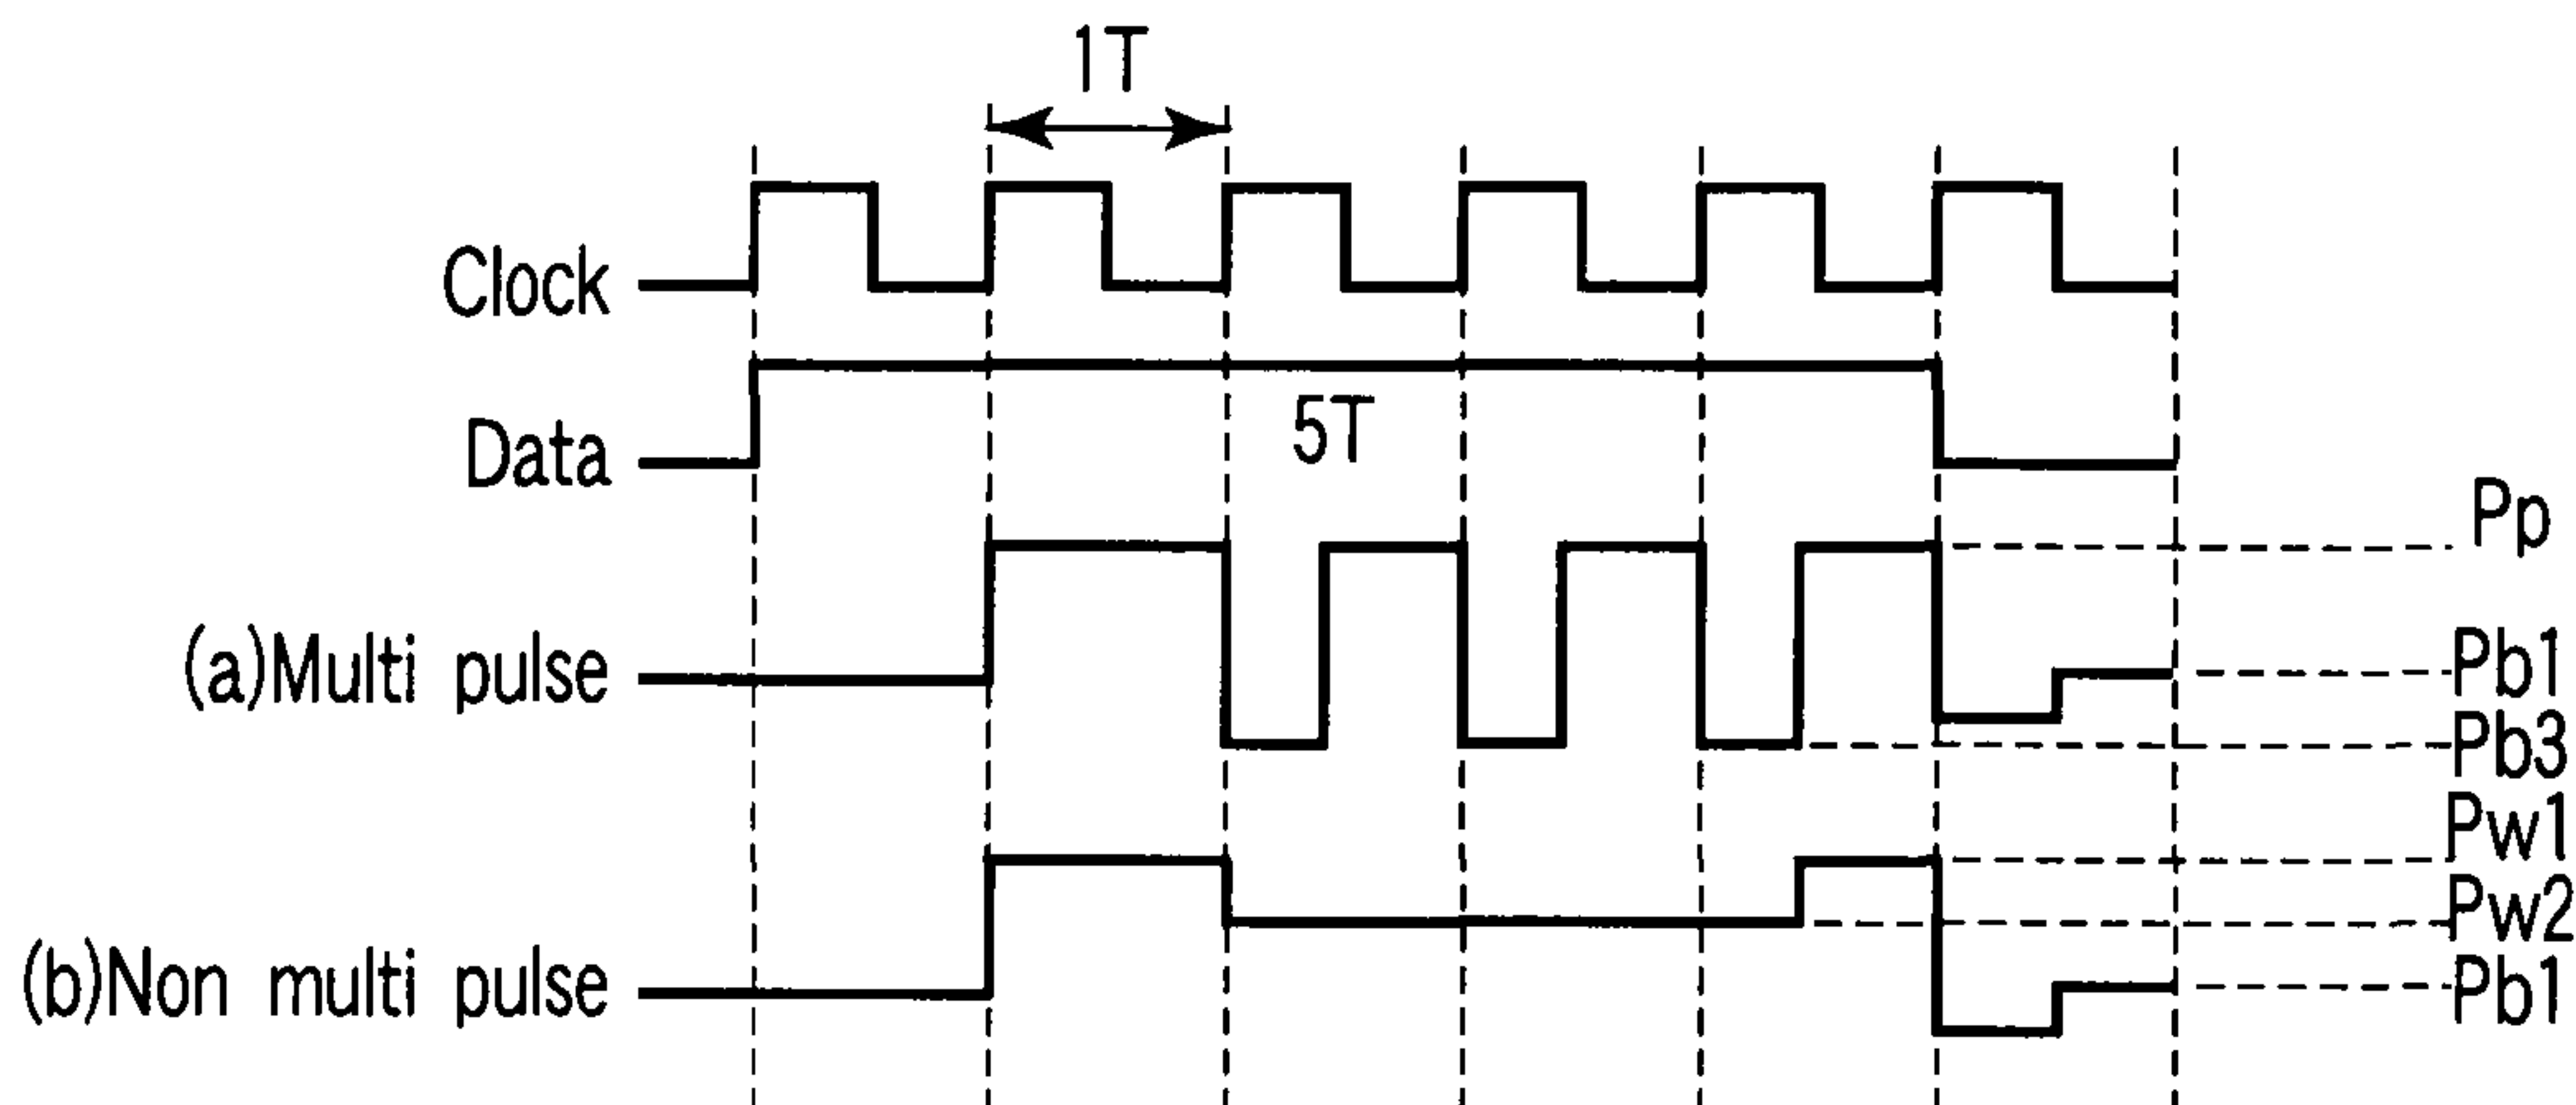 1T
Clock
Data
5T
Pp
(a)Multi pulse
Pb1
Pb3
Pw1
Pw2
(b)Non multi pulse
Pb1